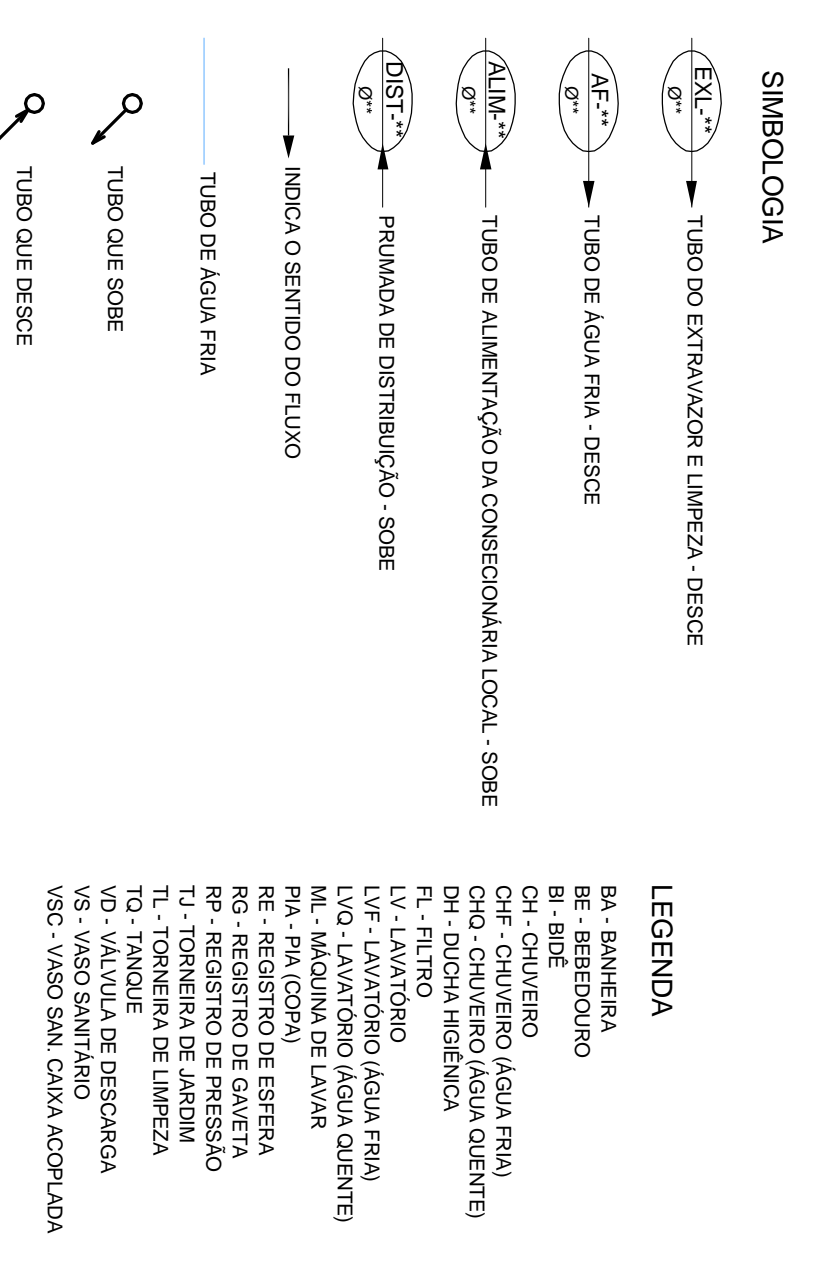 SIMBOLOGIA
EXL-**
Ø**
TUBO DO EXTRAVAZOR E LIMPEZA - DESCE
AF-**
Ø**
TUBO DE ÁGUA FRIA - DESCE
ALIM-**
Ø**
TUBO DE ALIMENTAÇÃO DA CONSECIONÁRIA LOCAL - SOBE
DIST-**
Ø**
PRUMADA DE DISTRIBUIÇÃO - SOBE
INDICA O SENTIDO DO FLUXO
TUBO DE ÁGUA FRIA
TUBO QUE SOBE
TUBO QUE DESCE
LEGENDA
BA - BANHEIRA
BE - BEBEDOURO
BI - BIDÊ
CH - CHUVEIRO
CHF - CHUVEIRO (ÁGUA FRIA)
CHQ - CHUVEIRO (ÁGUA QUENTE)
DH - DUCHA HIGIÊNICA
FL - FILTRO
LV - LAVATÓRIO
LVF - LAVATÓRIO (ÁGUA FRIA)
LVQ - LAVATÓRIO (ÁGUA QUENTE)
ML - MÁQUINA DE LAVAR
PIA - PIA (COPA)
RE - REGISTRO DE ESFERA
RG - REGISTRO DE GAVETA
RP - REGISTRO DE PRESSÃO
TJ - TORNEIRA DE JARDIM
TL - TORNEIRA DE LIMPEZA
TQ - TANQUE
VD - VÁLVULA DE DESCARGA
VS - VASO SANITÁRIO
VSC - VASO SAN. CAIXA ACOPLADA